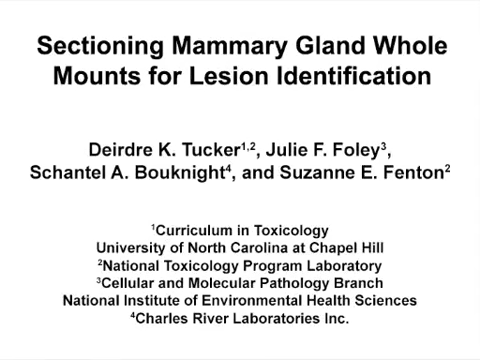 Sectioning Mammary Gland Whole
Mounts for Lesion Identification
Deirdre K. Tucker1,2, Julie F. Foley3,
Schantel A. Bouknight4, and Suzanne E. Fenton2
1Curriculum in Toxicology
University of North Carolina at Chapel Hill
2National Toxicology Program Laboratory
3Cellular and Molecular Pathology Branch
National Institute of Environmental Health Sciences
4Charles River Laboratories Inc.